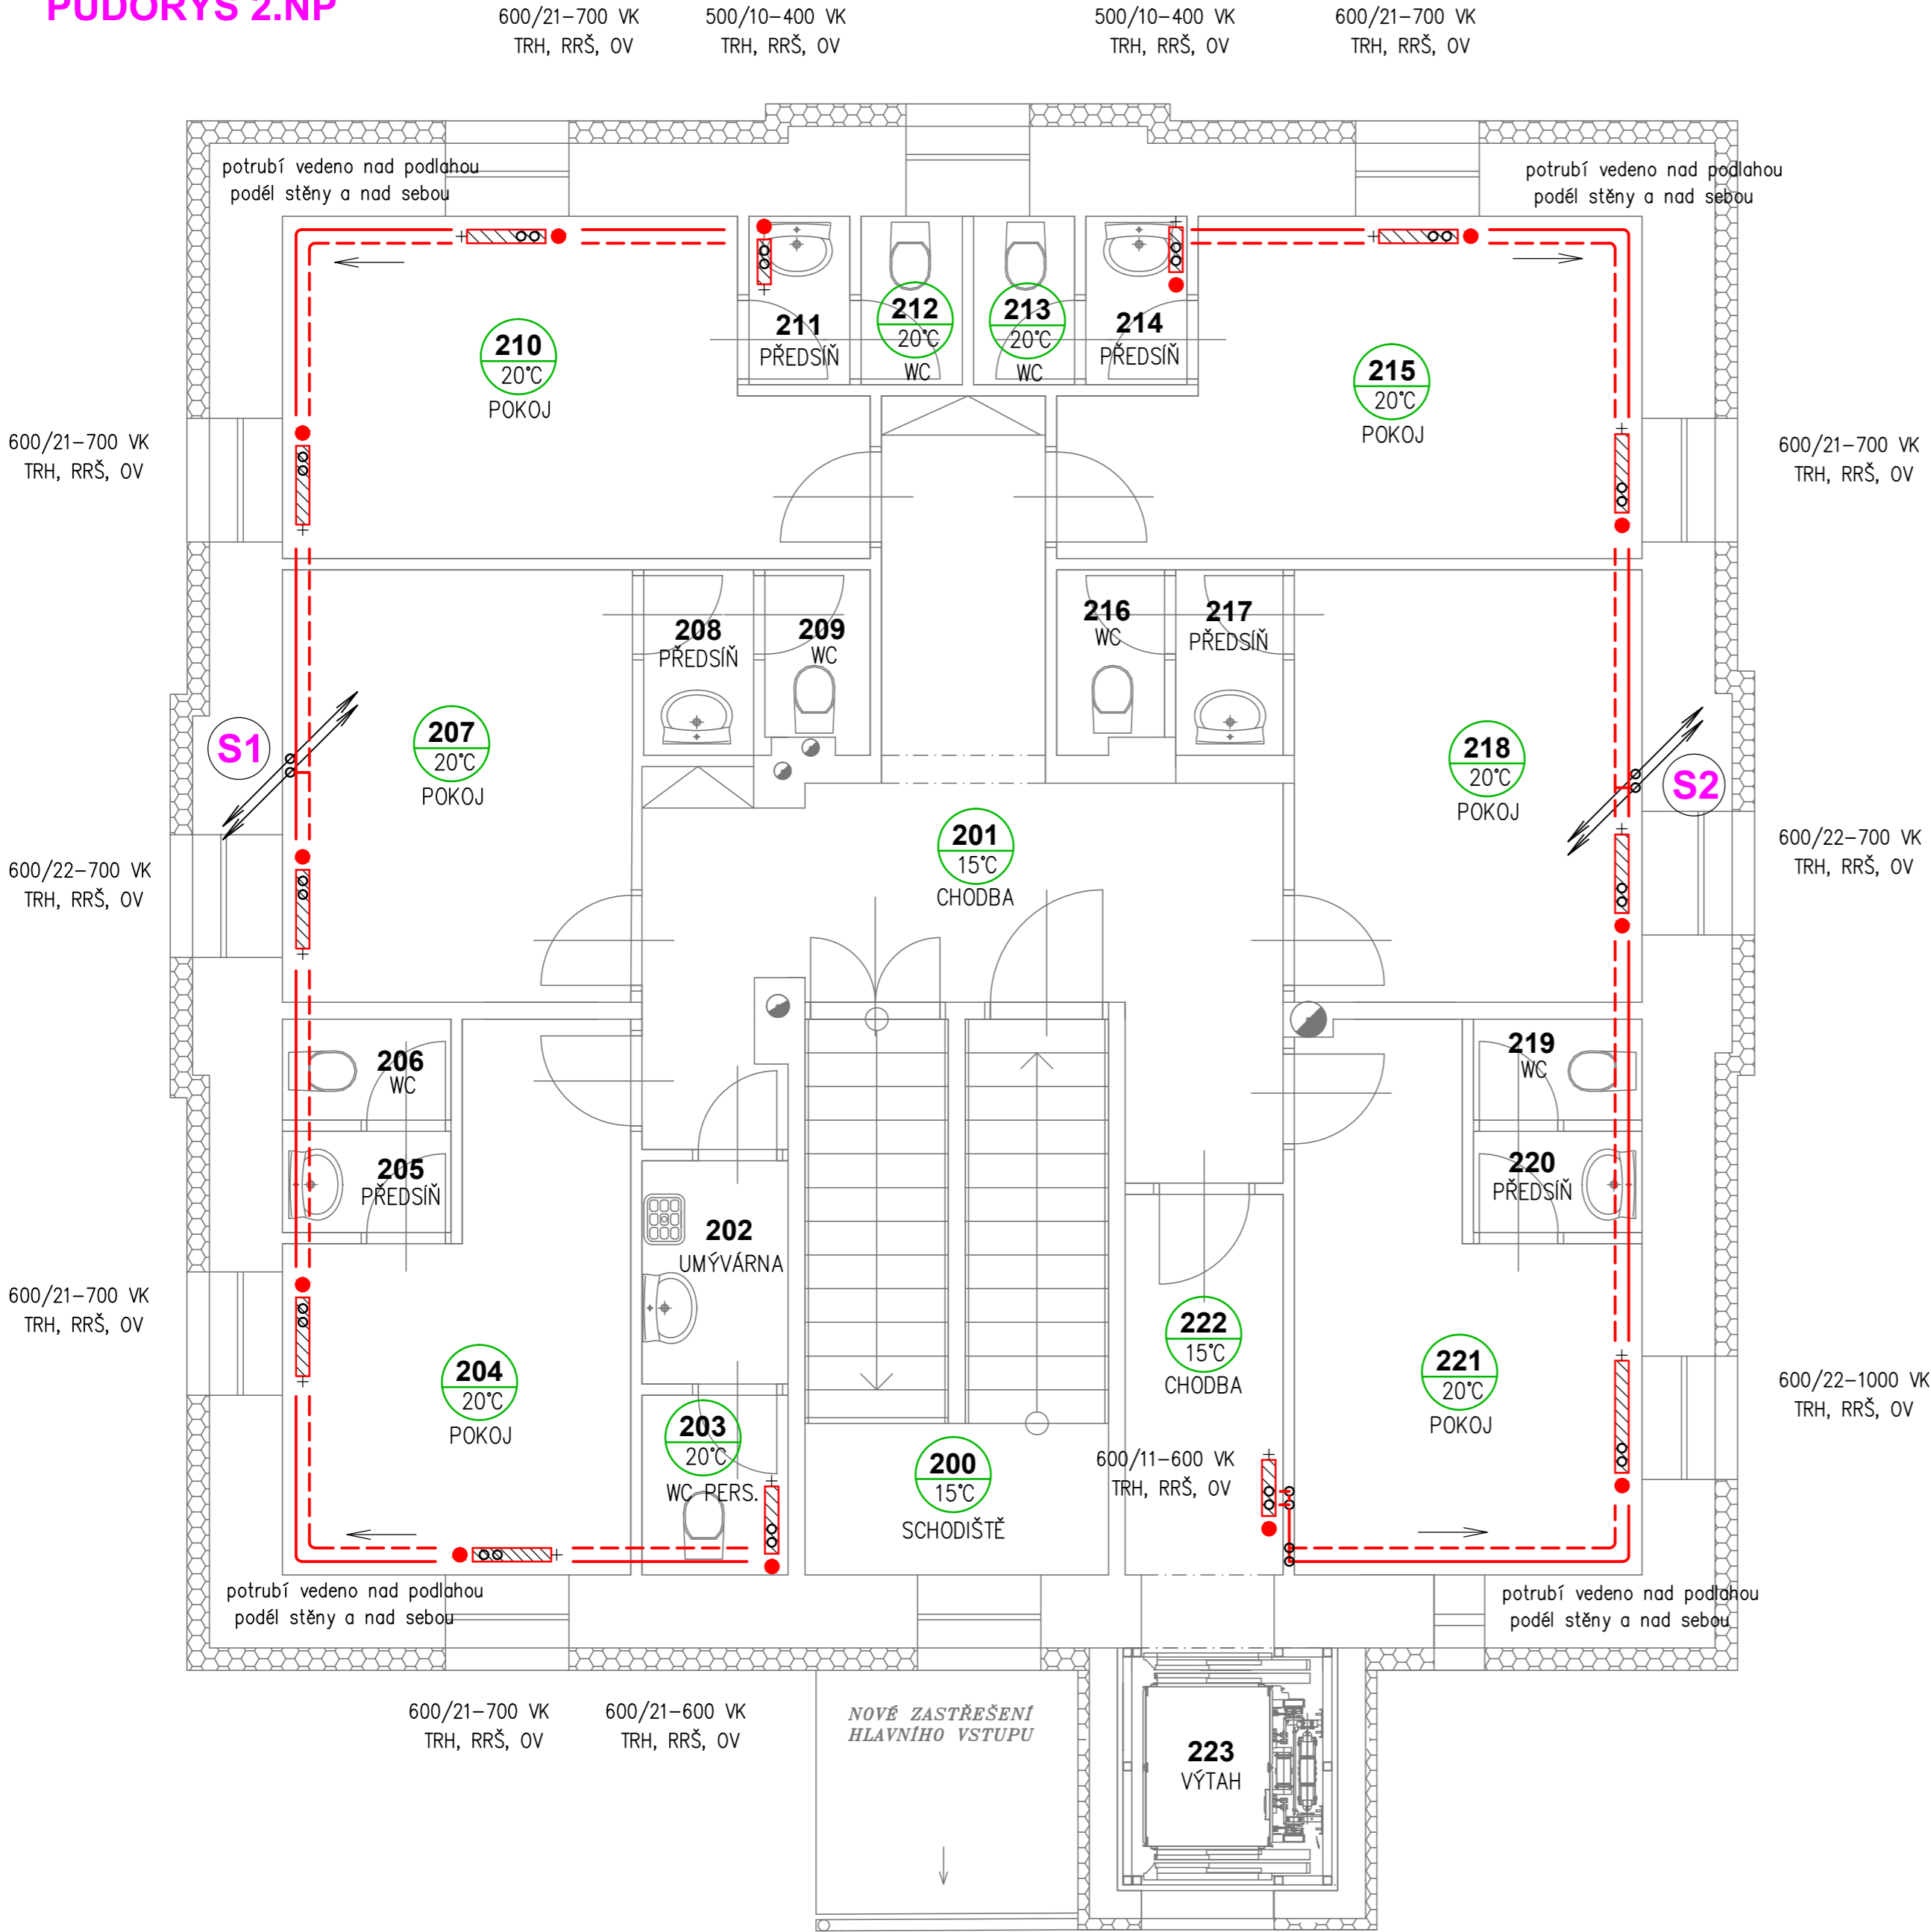 PŮDORYS 2.NP
600/21-700 VK
TRH, RRŠ, OV
500/10-400 VK
TRH, RRŠ, OV
500/10-400 VK
TRH, RRŠ, OV
600/21-700 VK
TRH, RRŠ, OV
potrubí vedeno nad podlahou
podél stěny a nad sebou
potrubí vedeno nad podlahou
podél stěny a nad sebou
210
20°C
POKOJ
211
PŘEDSÍŇ
212
20°C
WC
213
20°C
WC
214
PŘEDSÍŇ
215
20°C
POKOJ
600/21-700 VK
TRH, RRŠ, OV
600/21-700 VK
TRH, RRŠ, OV
208
PŘEDSÍŇ
209
WC
216
WC
217
PŘEDSÍŇ
S1
207
20°C
POKOJ
218
20°C
POKOJ
S2
201
15°C
CHODBA
600/22-700 VK
TRH, RRŠ, OV
600/22-700 VK
TRH, RRŠ, OV
206
WC
219
WC
205
PŘEDSÍŇ
220
PŘEDSÍŇ
202
UMÝVÁRNA
600/21-700 VK
TRH, RRŠ, OV
222
15°C
CHODBA
204
20°C
POKOJ
221
20°C
POKOJ
600/22-1000 VK
TRH, RRŠ, OV
203
20°C
WC PERS.
200
15°C
SCHODIŠTĚ
600/11-600 VK
TRH, RRŠ, OV
potrubí vedeno nad podlahou
podél stěny a nad sebou
potrubí vedeno nad podlahou
podél stěny a nad sebou
600/21-700 VK
TRH, RRŠ, OV
600/21-600 VK
TRH, RRŠ, OV
NOVÉ ZASTŘEŠENÍ
HLAVNÍHO VSTUPU
223
VÝTAH